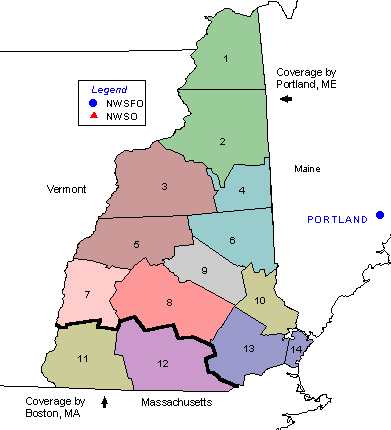 1
Coverage by
Portland, ME
Legend
NWSFO
NWSO
2
Maine
3
4
Vermont
PORTLAND
5
6
9
7
8
10
13
14
11
12
Coverage by
Boston, MA
Massachusetts